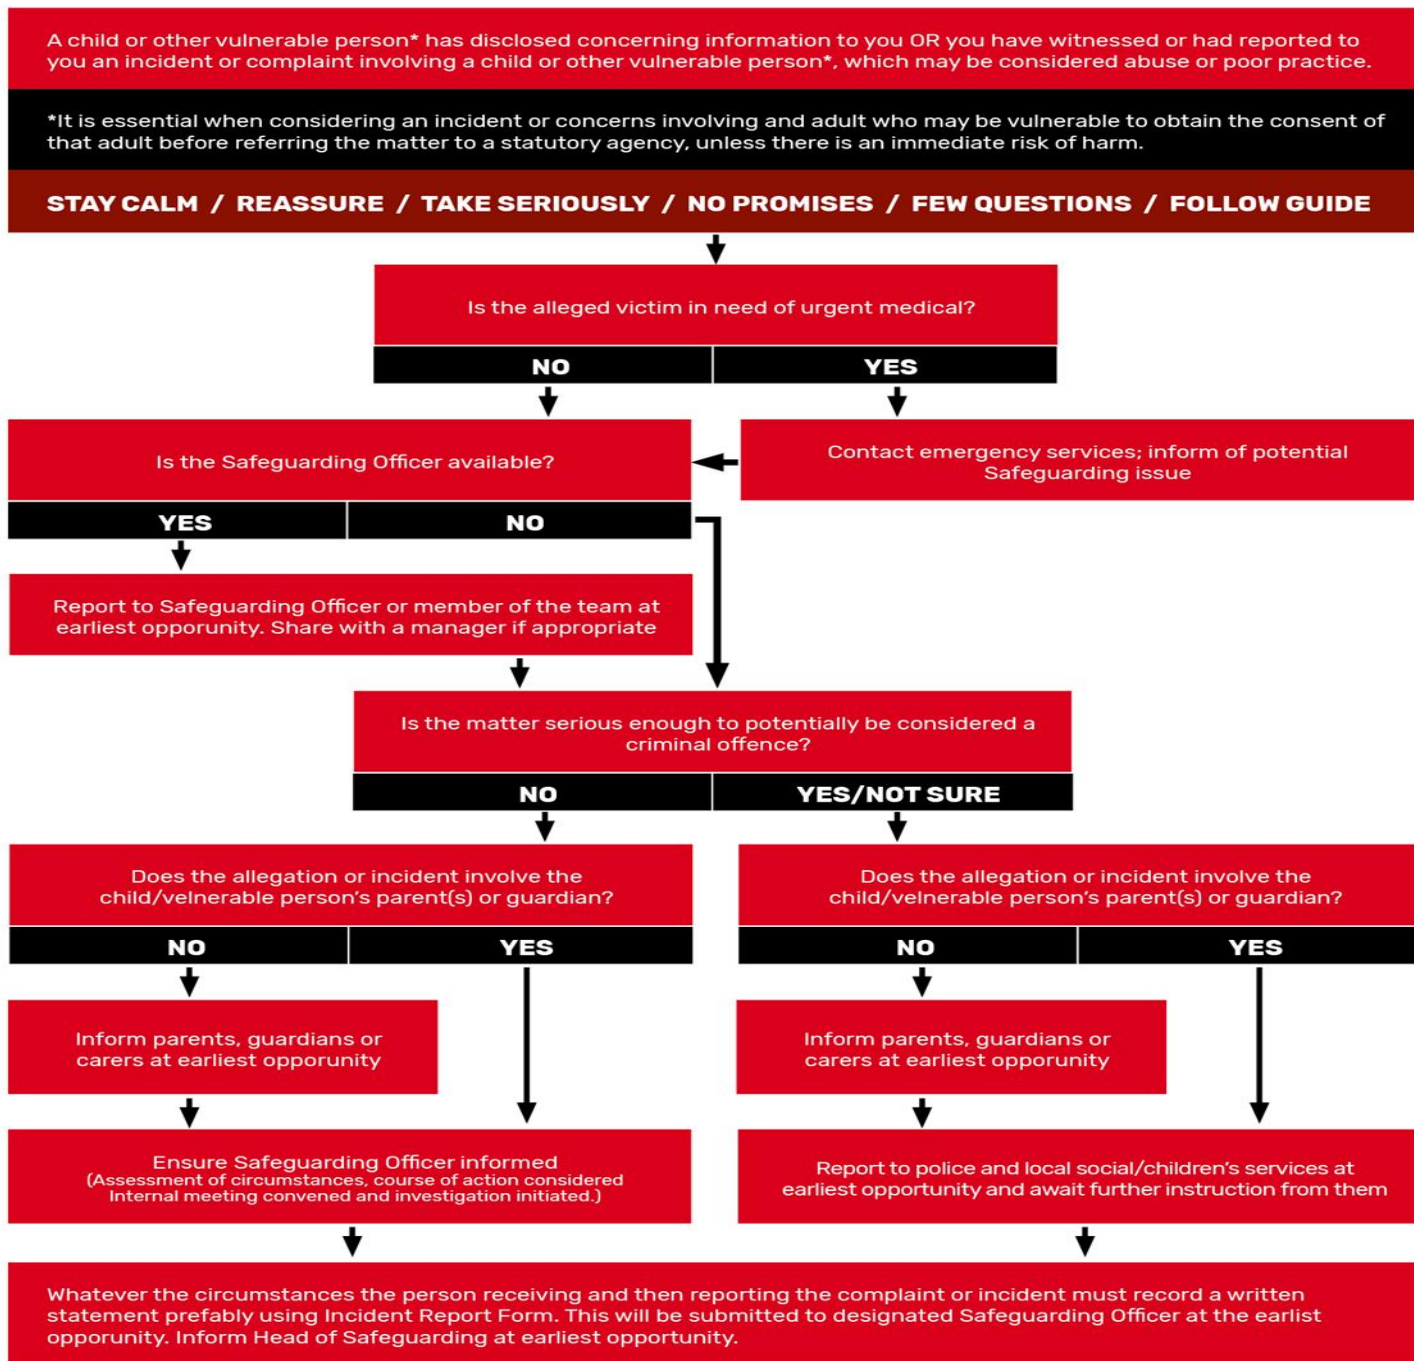 A child or other vulnerable person* has disclosed concerning information to you OR you have witnessed or had reported to
you an incident or complaint involving a child or other vulnerable person*, which may be considered abuse or poor practice.
*It is essential when considering an incident or concerns involving and adult who may be vulnerable to obtain the consent of
that adult before referring the matter to a statutory agency, unless there is an immediate risk of harm.
STAY CALM / REASSURE / TAKE SERIOUSLY / NO PROMISES / FEW QUESTIONS / FOLLOW GUIDE
Is the alleged victim in need of urgent medical?
NO YES
Is the Safeguarding Officer available?
Contact emergency services; inform of potential
Safeguarding issue
YES NO
Report to Safeguarding Officer or member of the team at
earliest opporunity. Share with a manager if appropriate
Is the matter serious enough to potentially be considered a
criminal offence?
NO YES/NOT SURE
Does the allegation or incident involve the
child/velnerable person's parent(s) or guardian?
NO YES
Does the allegation or incident involve the
child/velnerable person's parent(s) or guardian?
NO YES
Inform parents, guardians or
carers at earliest opporunity
Inform parents, guardians or
carers at earliest opporunity
Ensure Safeguarding Officer informed
(Assessment of circumstances, course of action considered
Internal meeting convened and investigation initiated.)
Report to police and local social/children's services at
earliest opportunity and await further instruction from them
Whatever the circumstances the person receiving and then reporting the complaint or incident must record a written
statement prefably using Incident Report Form. This will be submitted to designated Safeguarding Officer at the earlist
opporunity. Inform Head of Safeguarding at earliest opportunity.